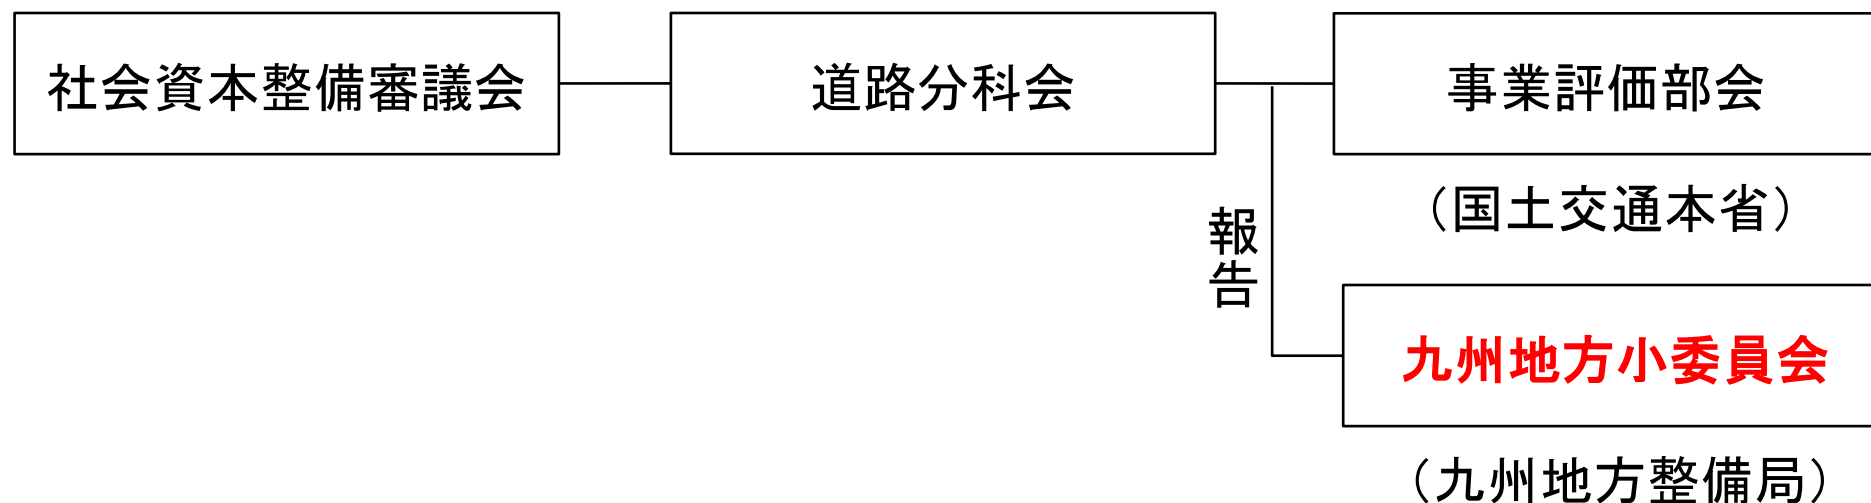 社会資本整備審議会
道路分科会
事業評価部会
（国土交通本省）
報告
九州地方小委員会
（九州地方整備局）